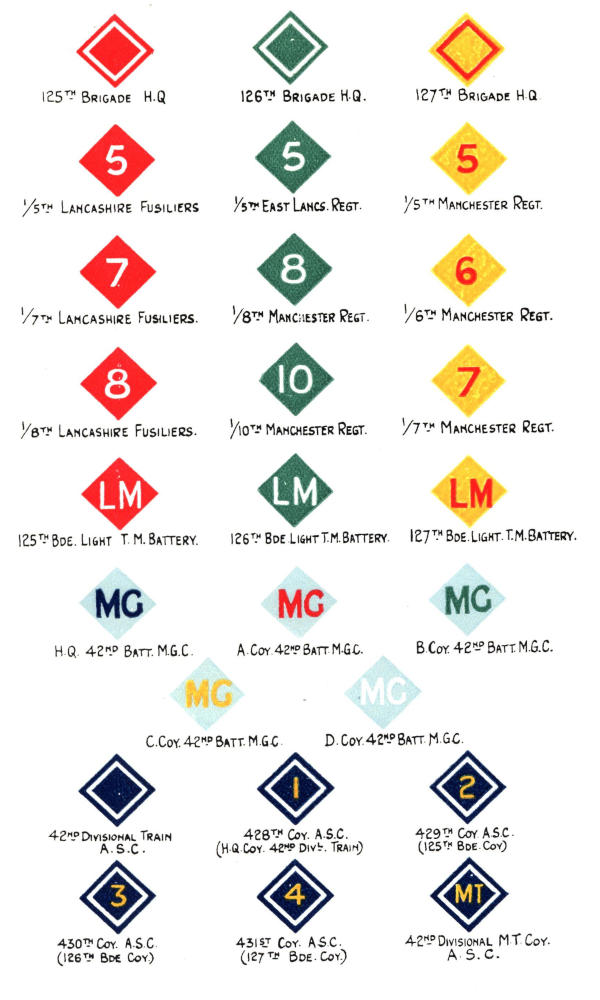 125TH BRIGADE H.Q
126TH BRIGADE H.Q.
127TH BRIGADE H.Q.
5
5
5
1/5TH LANCASHIRE FUSILIERS
1/5TH EAST LANCS. REGT.
1/5TH MANCHESTER REGT.
7
8
6
1/7TH LANCASHIRE FUSILIERS.
1/8TH MANCHESTER REGT.
1/6TH MANCHESTER REGT.
8
10
7
1/8TH LANCASHIRE FUSILIERS.
1/10TH MANCHESTER REGT.
1/7TH MANCHESTER REGT.
LM
LM
LM
125TH BDE. LIGHT T.M. BATTERY.
126TH BDE. LIGHT T.M. BATTERY.
127TH BDE. LIGHT. T.M. BATTERY.
MG
MG
MG
H.Q. 42ND BATT. M.G.C.
A. COY. 42ND BATT. M.G.C.
B. COY. 42ND BATT. M.G.C.
MG
MG
C. COY. 42ND BATT. M.G.C.
D. COY. 42ND BATT. M.G.C.
1
2
42ND DIVISIONAL TRAIN
A.S.C.
428TH COY. A.S.C.
(H.Q. COY. 42ND DIVL. TRAIN)
429TH COY. A.S.C.
(125TH BDE. COY)
3
4
MT
430TH COY. A.S.C.
(126TH BDE COY.)
431ST COY. A.S.C.
(127TH BDE. COY.)
42ND DIVISIONAL M.T. COY.
A.S.C.